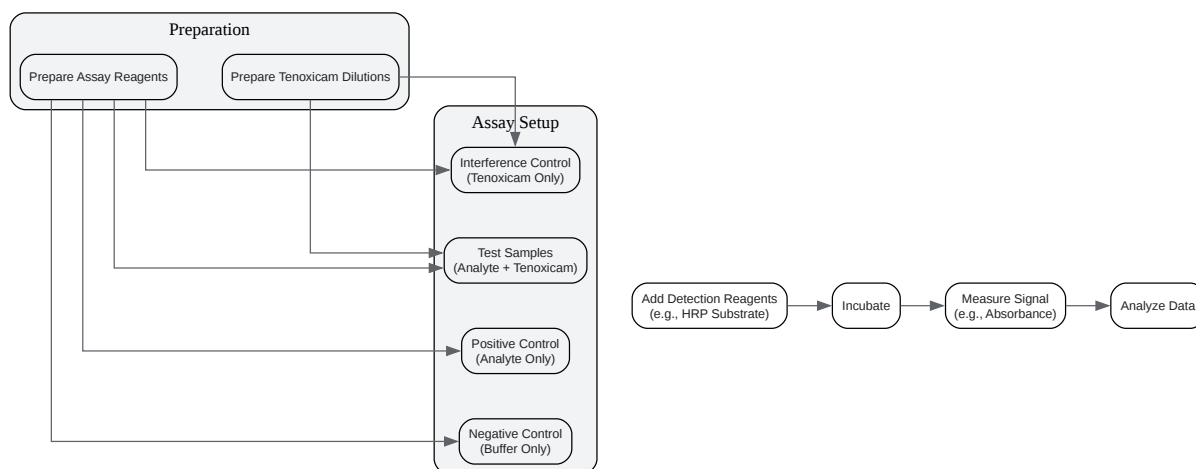 Preparation
Prepare Assay Reagents
Prepare Tenoxicam Dilutions
Assay Setup
Interference Control
(Tenoxicam Only)
Test Samples
(Analyte + Tenoxicam)
Positive Control
(Analyte Only)
Negative Control
(Buffer Only)
Add Detection Reagents
(e.g., HRP Substrate)
Incubate
Measure Signal
(e.g., Absorbance)
Analyze Data